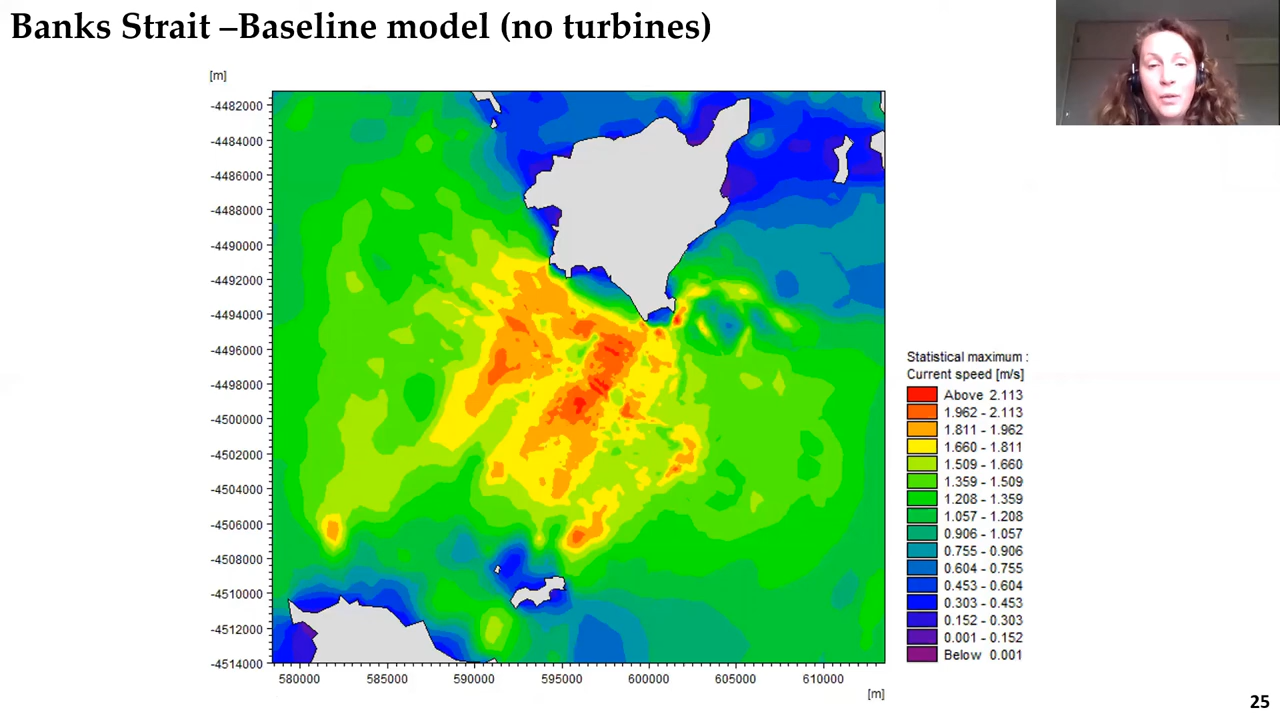 Banks Strait –Baseline model (no turbines)
[m]
-4482000
-4484000
-4486000
-4488000
-4490000
-4492000
-4494000
-4496000
-4498000
-4500000
-4502000
-4504000
-4506000
-4508000
-4510000
-4512000
-4514000
580000 585000 590000 595000 600000 605000 610000
[m]
Statistical maximum :
Current speed [m/s]
Above 2.113
1.962 - 2.113
1.811 - 1.962
1.660 - 1.811
1.509 - 1.660
1.359 - 1.509
1.208 - 1.359
1.057 - 1.208
0.906 - 1.057
0.755 - 0.906
0.604 - 0.755
0.453 - 0.604
0.303 - 0.453
0.152 - 0.303
0.001 - 0.152
Below 0.001
25